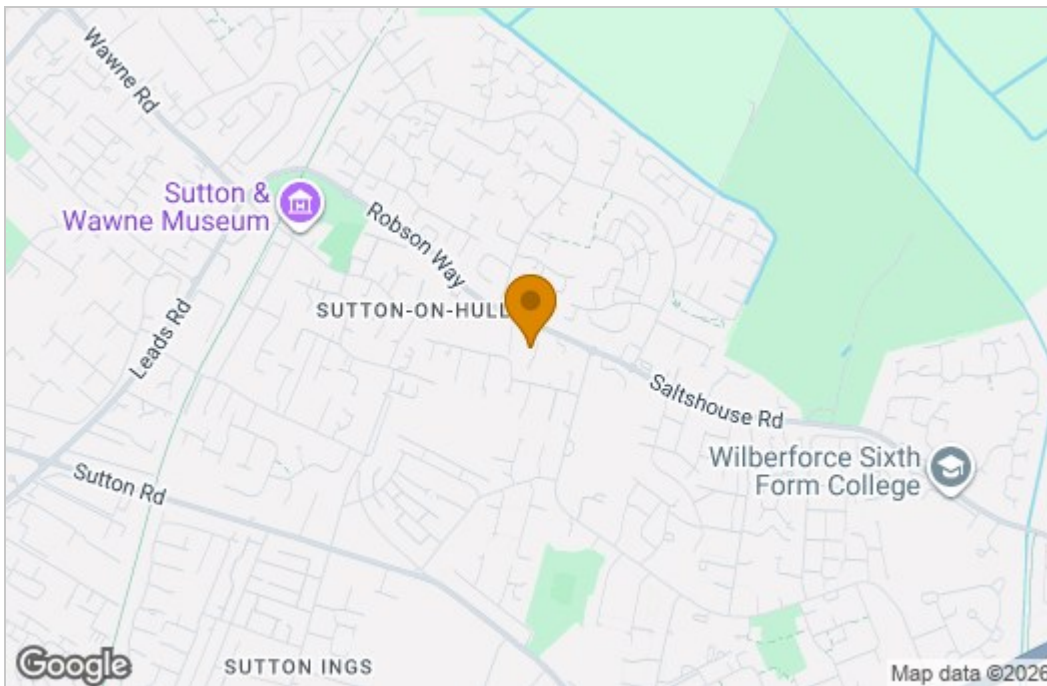 Wawne Rd
Sutton &
Wawne Museum
Robson Way
SUTTON-ON-HULL
Leads Rd
Saltshouse Rd
Wilberforce Sixth
Form College
Sutton Rd
SUTTON INGS
Google
Map data ©2026